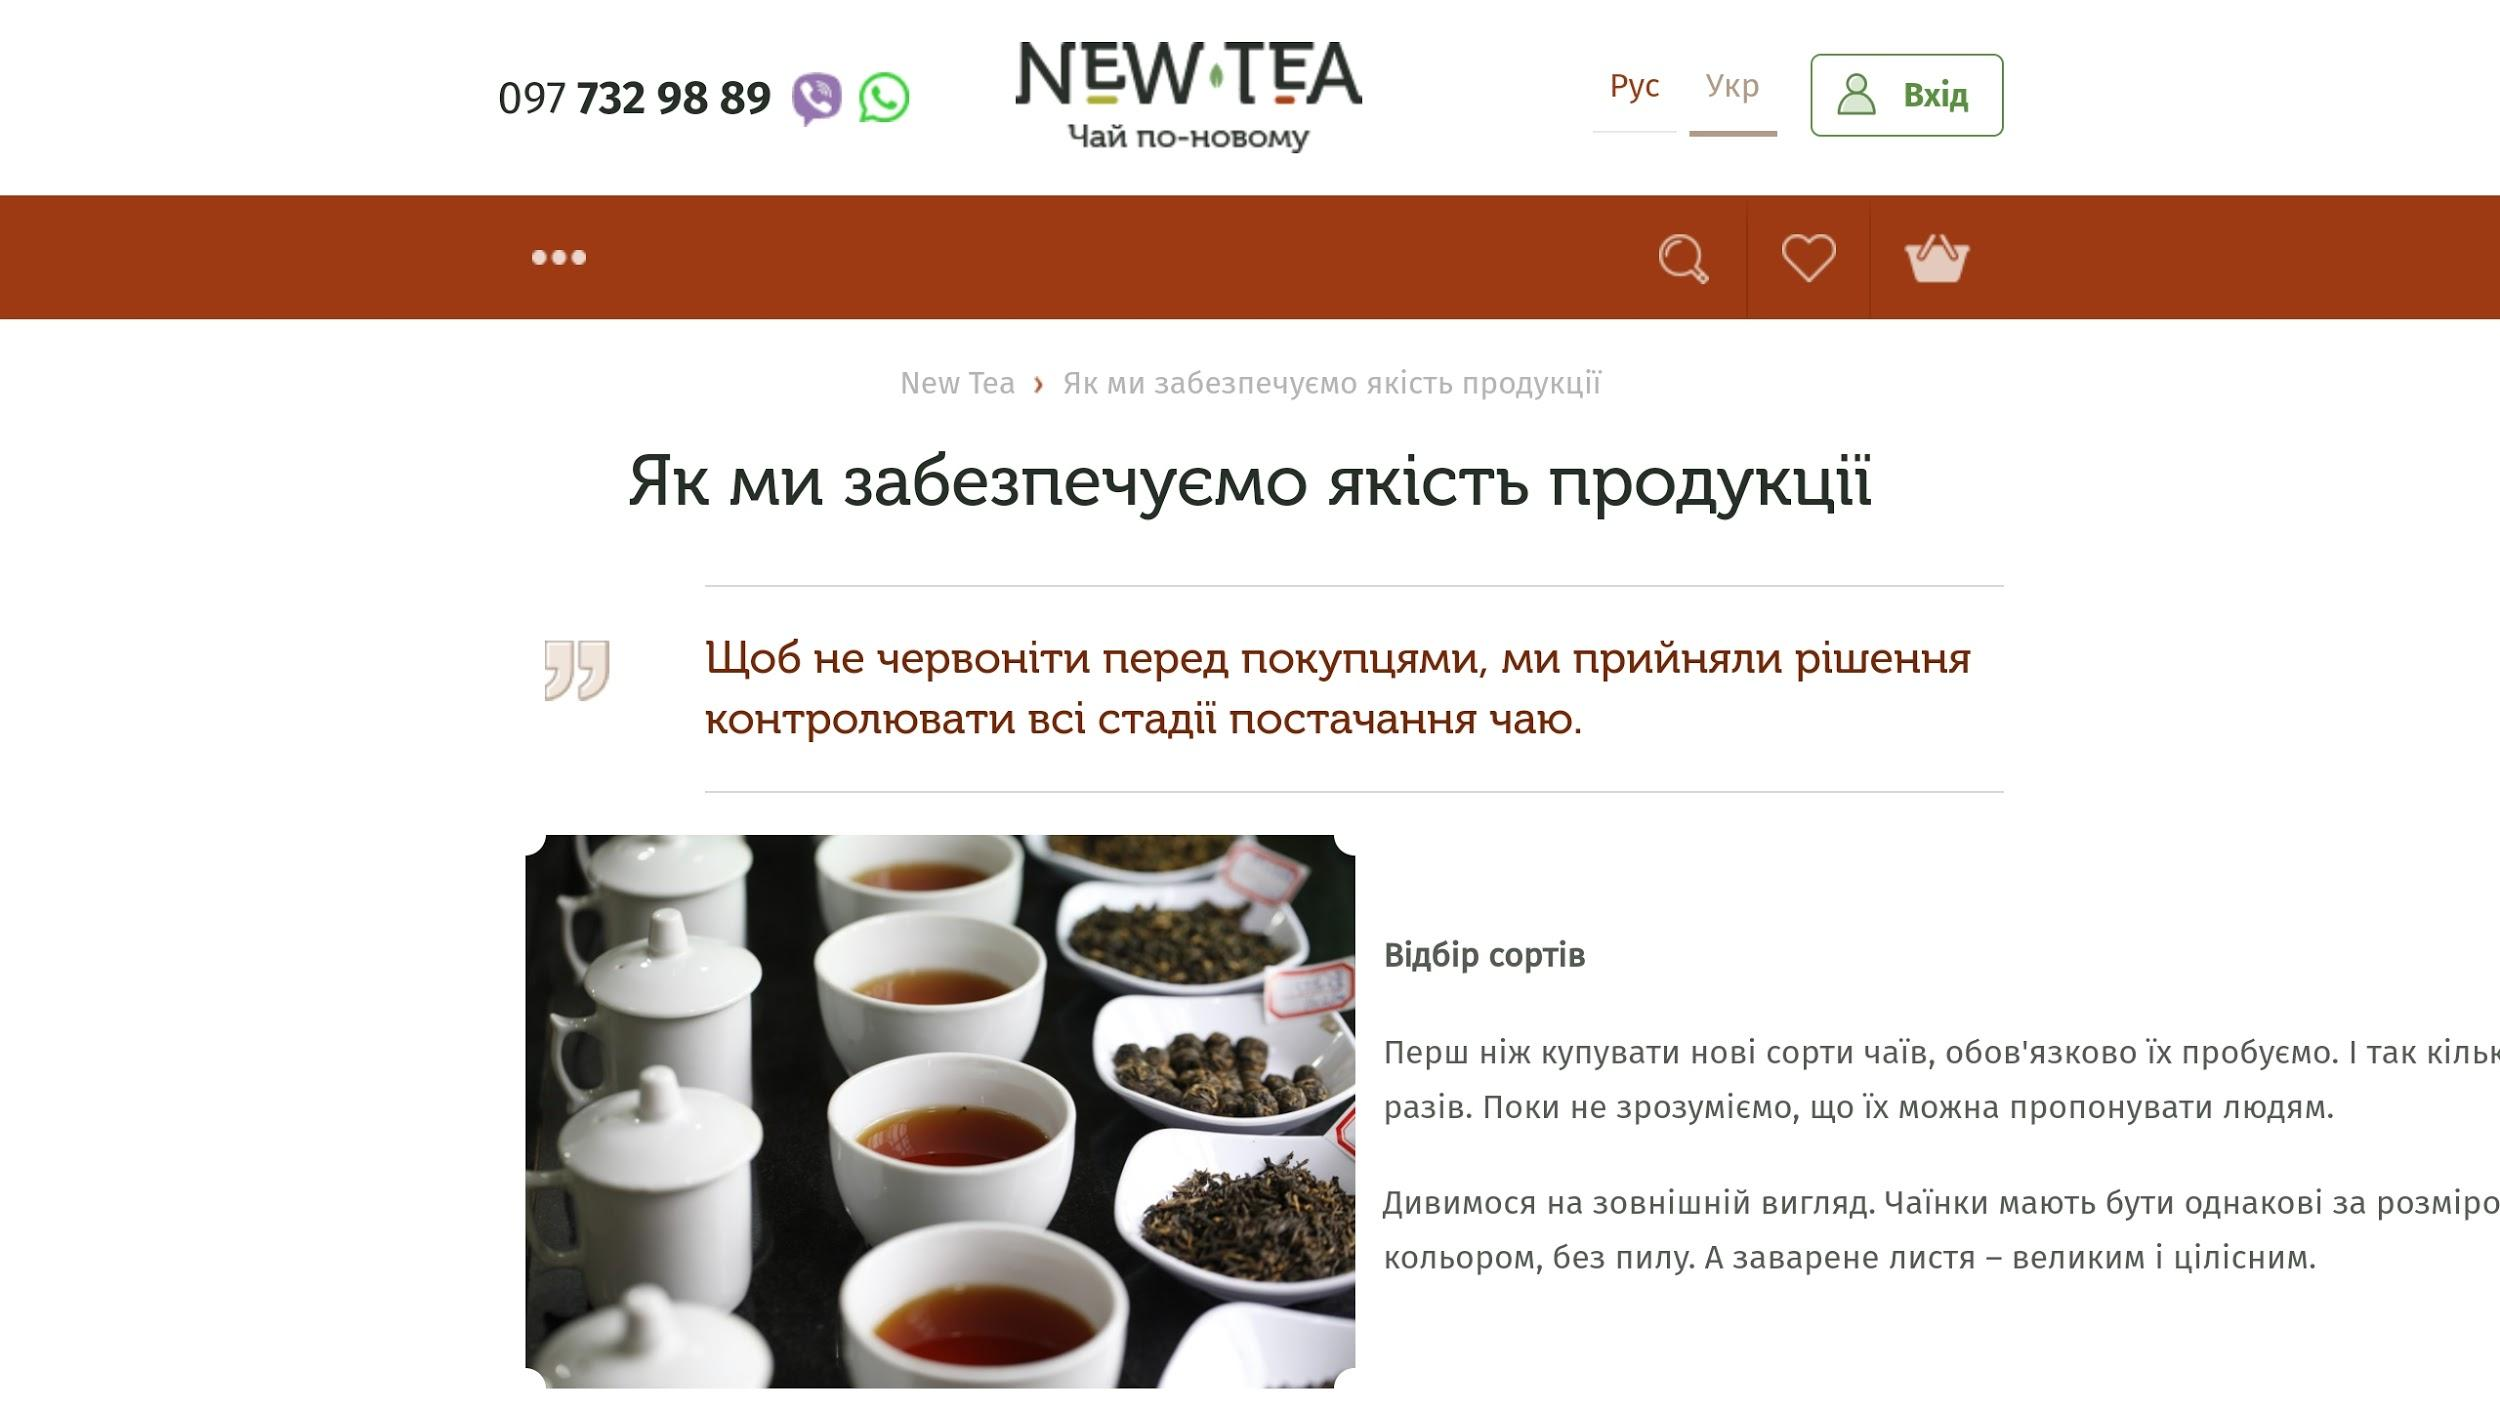 097 732 98 89
NEW TEA
Чай по-новому
Рус Укр
Вхід
New Tea › Як ми забезпечуємо якість продукції
Як ми забезпечуємо якість продукції
Щоб не червоніти перед покупцями, ми прийняли рішення
контролювати всі стадії постачання чаю.
Відбір сортів
Перш ніж купувати нові сорти чаїв, обов'язково їх пробуємо. І так
разів. Поки не зрозуміємо, що їх можна пропонувати людям.
Дивимося на зовнішній вигляд. Чаїнки мають бути однакові за
кольором, без пилу. А заварене листя – великим і цілісним.